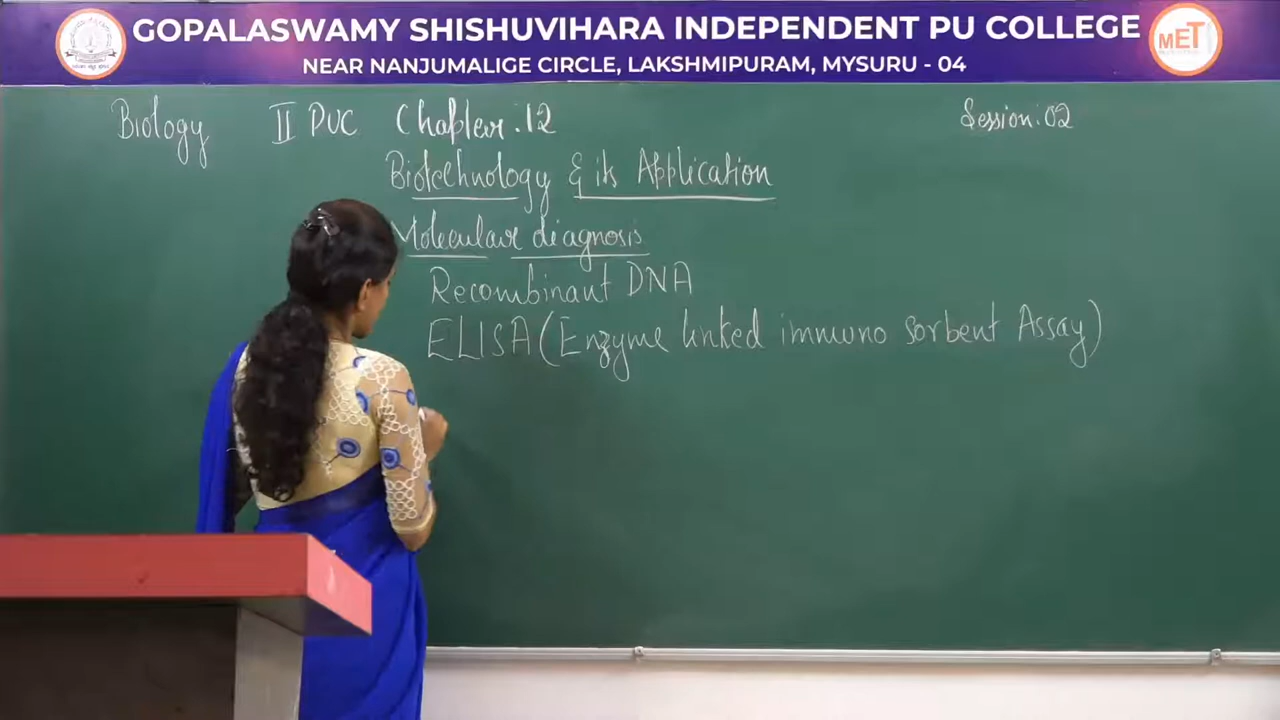 GOPALASWAMY SHISHUVIHARA INDEPENDENT PU COLLEGE
MET
NEAR NANJUMALIGE CIRCLE, LAKSHMIPURAM, MYSURU - 04
Biology II PUC Chapter:12 Session:02
Biotechnology & its Application
Molecular diagnosis
Recombinant DNA
ELISA (Enzyme linked immuno sorbent Assay)